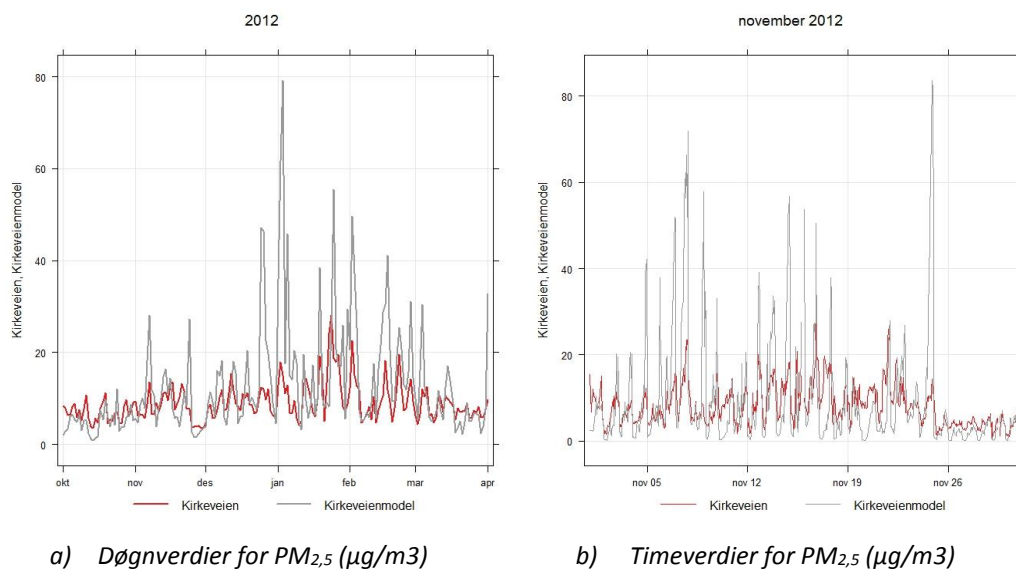 2012
november 2012
Kirkeveien, Kirkeveienmodel
80
60
40
20
0
okt nov des jan feb mar apr
Kirkeveien Kirkeveienmodel
Kirkeveien, Kirkeveienmodel
80
60
40
20
0
nov 05 nov 12 nov 19 nov 26
Kirkeveien Kirkeveienmodel
a) Døgnverdier for PM2,5 (µg/m3)
b) Timeverdier for PM2,5 (µg/m3)